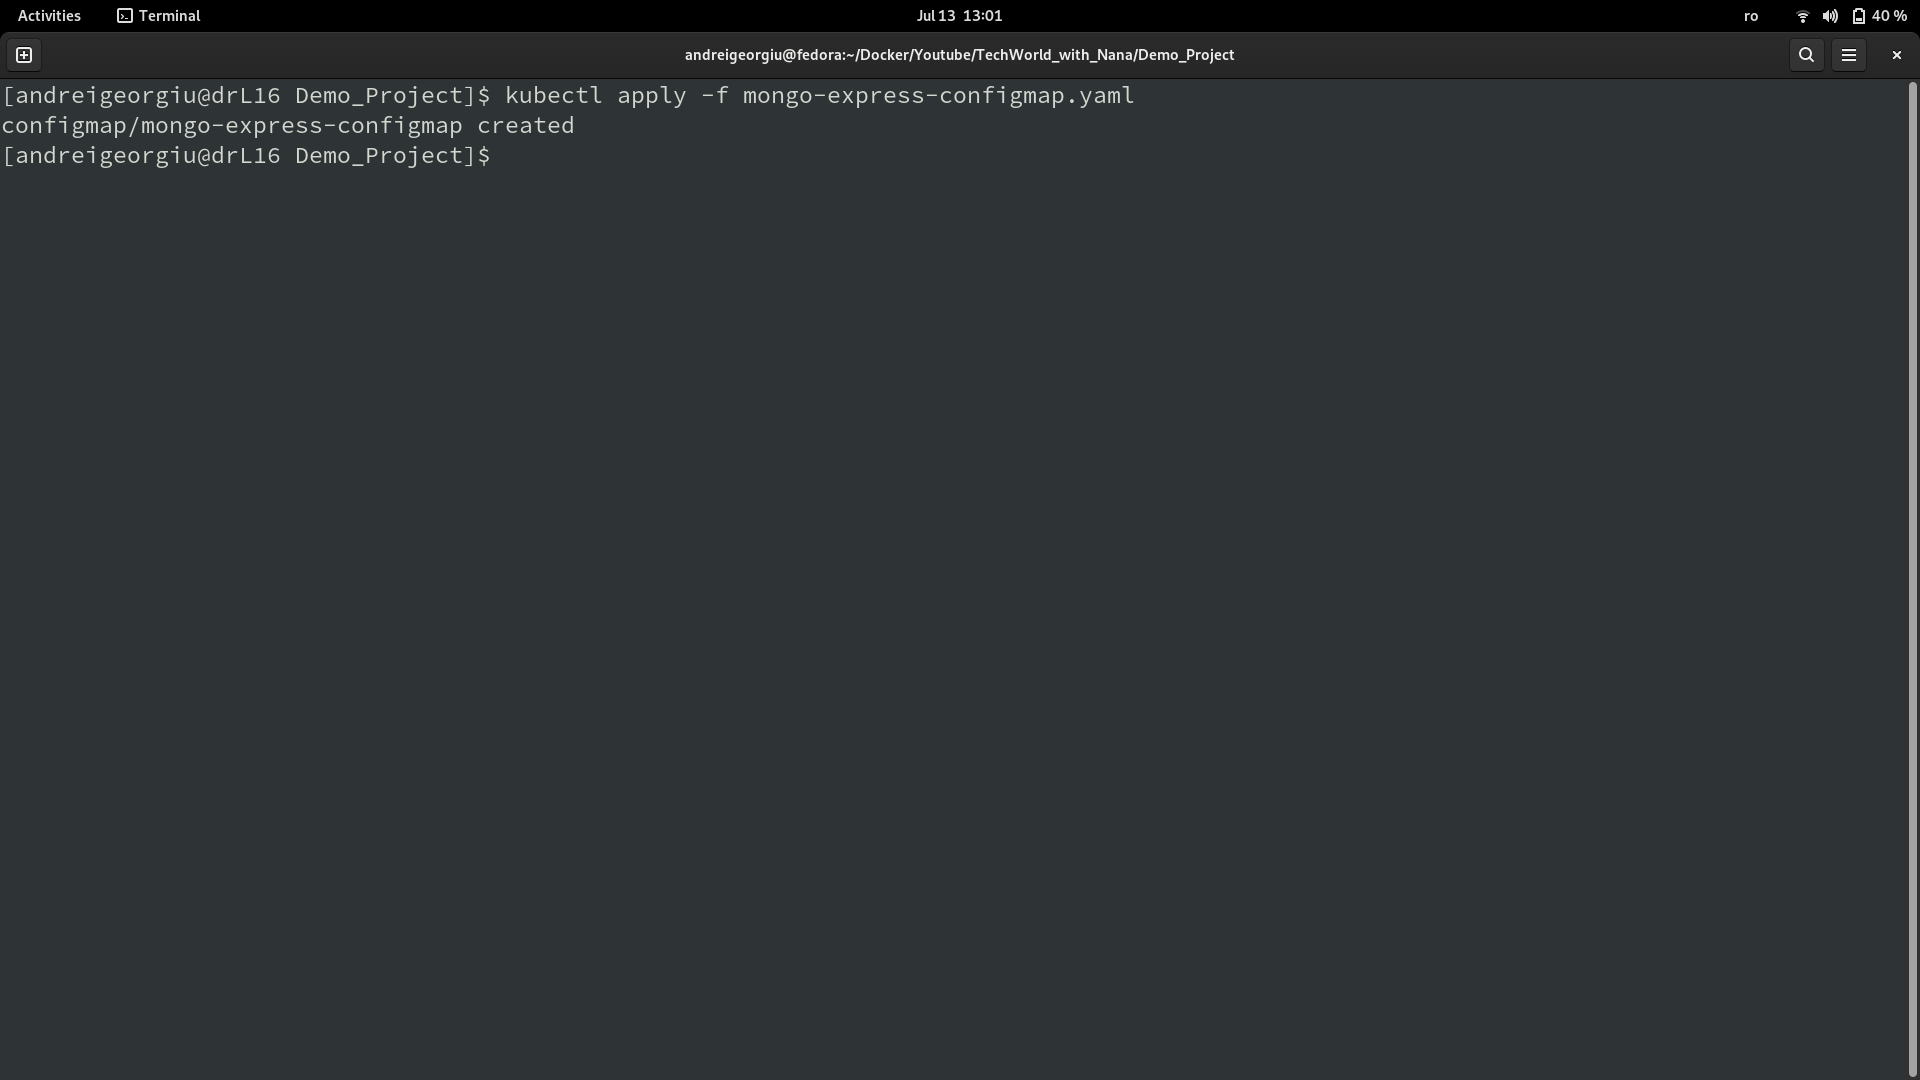 Activities Terminal Jul 13 13:01 ro 40 %
andreigeorgiu@fedora:~/Docker/Youtube/TechWorld_with_Nana/Demo_Project
[andreigeorgiu@drL16 Demo_Project]$ kubectl apply -f mongo-express-configmap.yaml
configmap/mongo-express-configmap created
[andreigeorgiu@drL16 Demo_Project]$